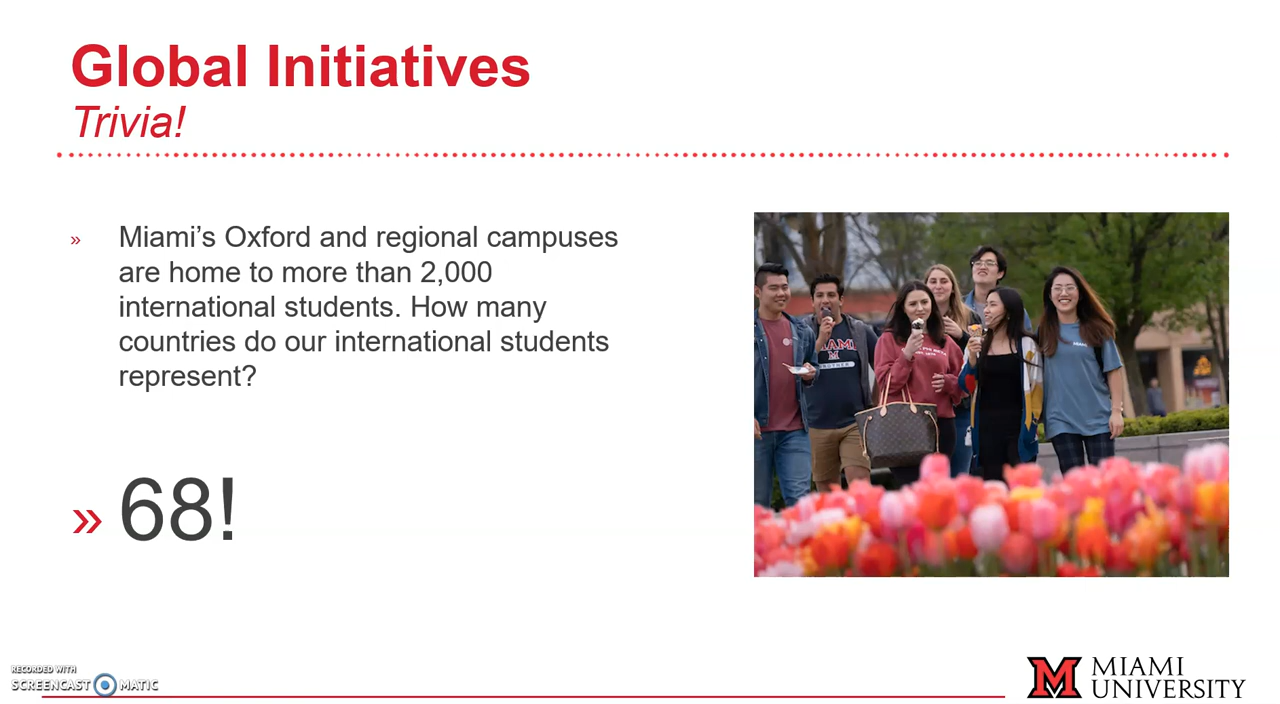 Global Initiatives
Trivia!
» Miami’s Oxford and regional campuses
are home to more than 2,000
international students. How many
countries do our international students
represent?
» 68!
MIAMI
M
RECORDED WITH
SCREENCAST MATIC
M MIAMI
UNIVERSITY